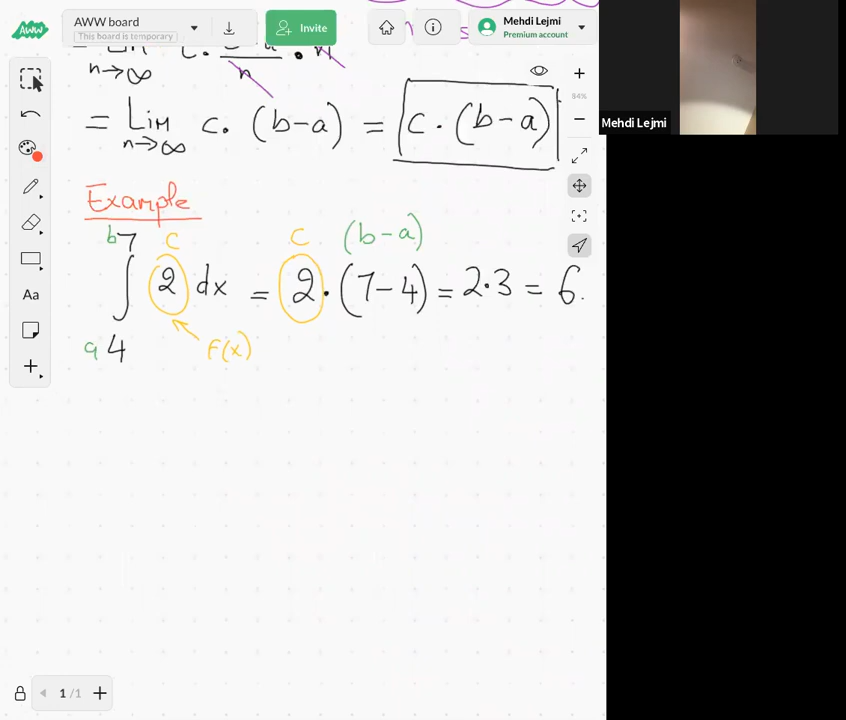 AWW board
This board is temporary
Invite
Mehdi Lejmi
Premium account
Mehdi Lejmi
84%
n→∞ n
= Lim n→∞ c. (b-a) = c. (b-a)
Example
b 7 c c (b-a)
∫ 2 dx = 2.(7-4) = 2.3 = 6.
a 4 F(x)
Aa
1 /1